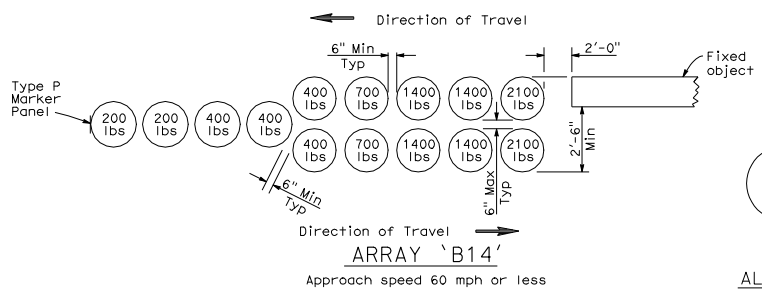 Direction of Travel
6" Min
Typ
2'-0"
Fixed
object
Type P
Marker
Panel
200
lbs
200
lbs
400
lbs
400
lbs
400
lbs
700
lbs
1400
lbs
1400
lbs
2100
lbs
400
lbs
700
lbs
1400
lbs
1400
lbs
2100
lbs
2'-6"
Min
6" Min
Typ
6" Max
Typ
Direction of Travel
ARRAY 'B14'
Approach speed 60 mph or less
AL